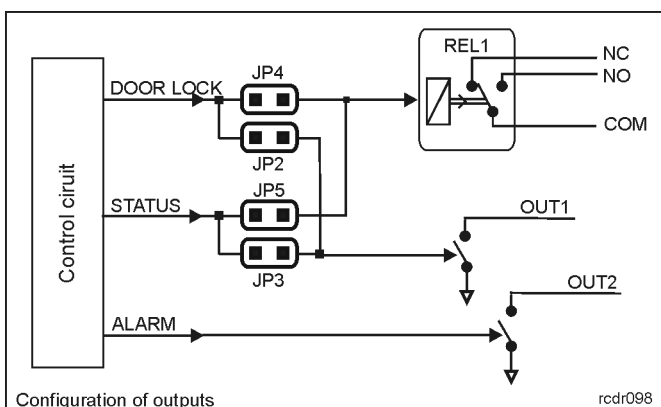 REL1
NC
NO
COM
JP4
DOOR LOCK
JP2
JP5
STATUS
JP3
OUT1
OUT2
ALARM
Control ciruit
Configuration of outputs
rcdr098